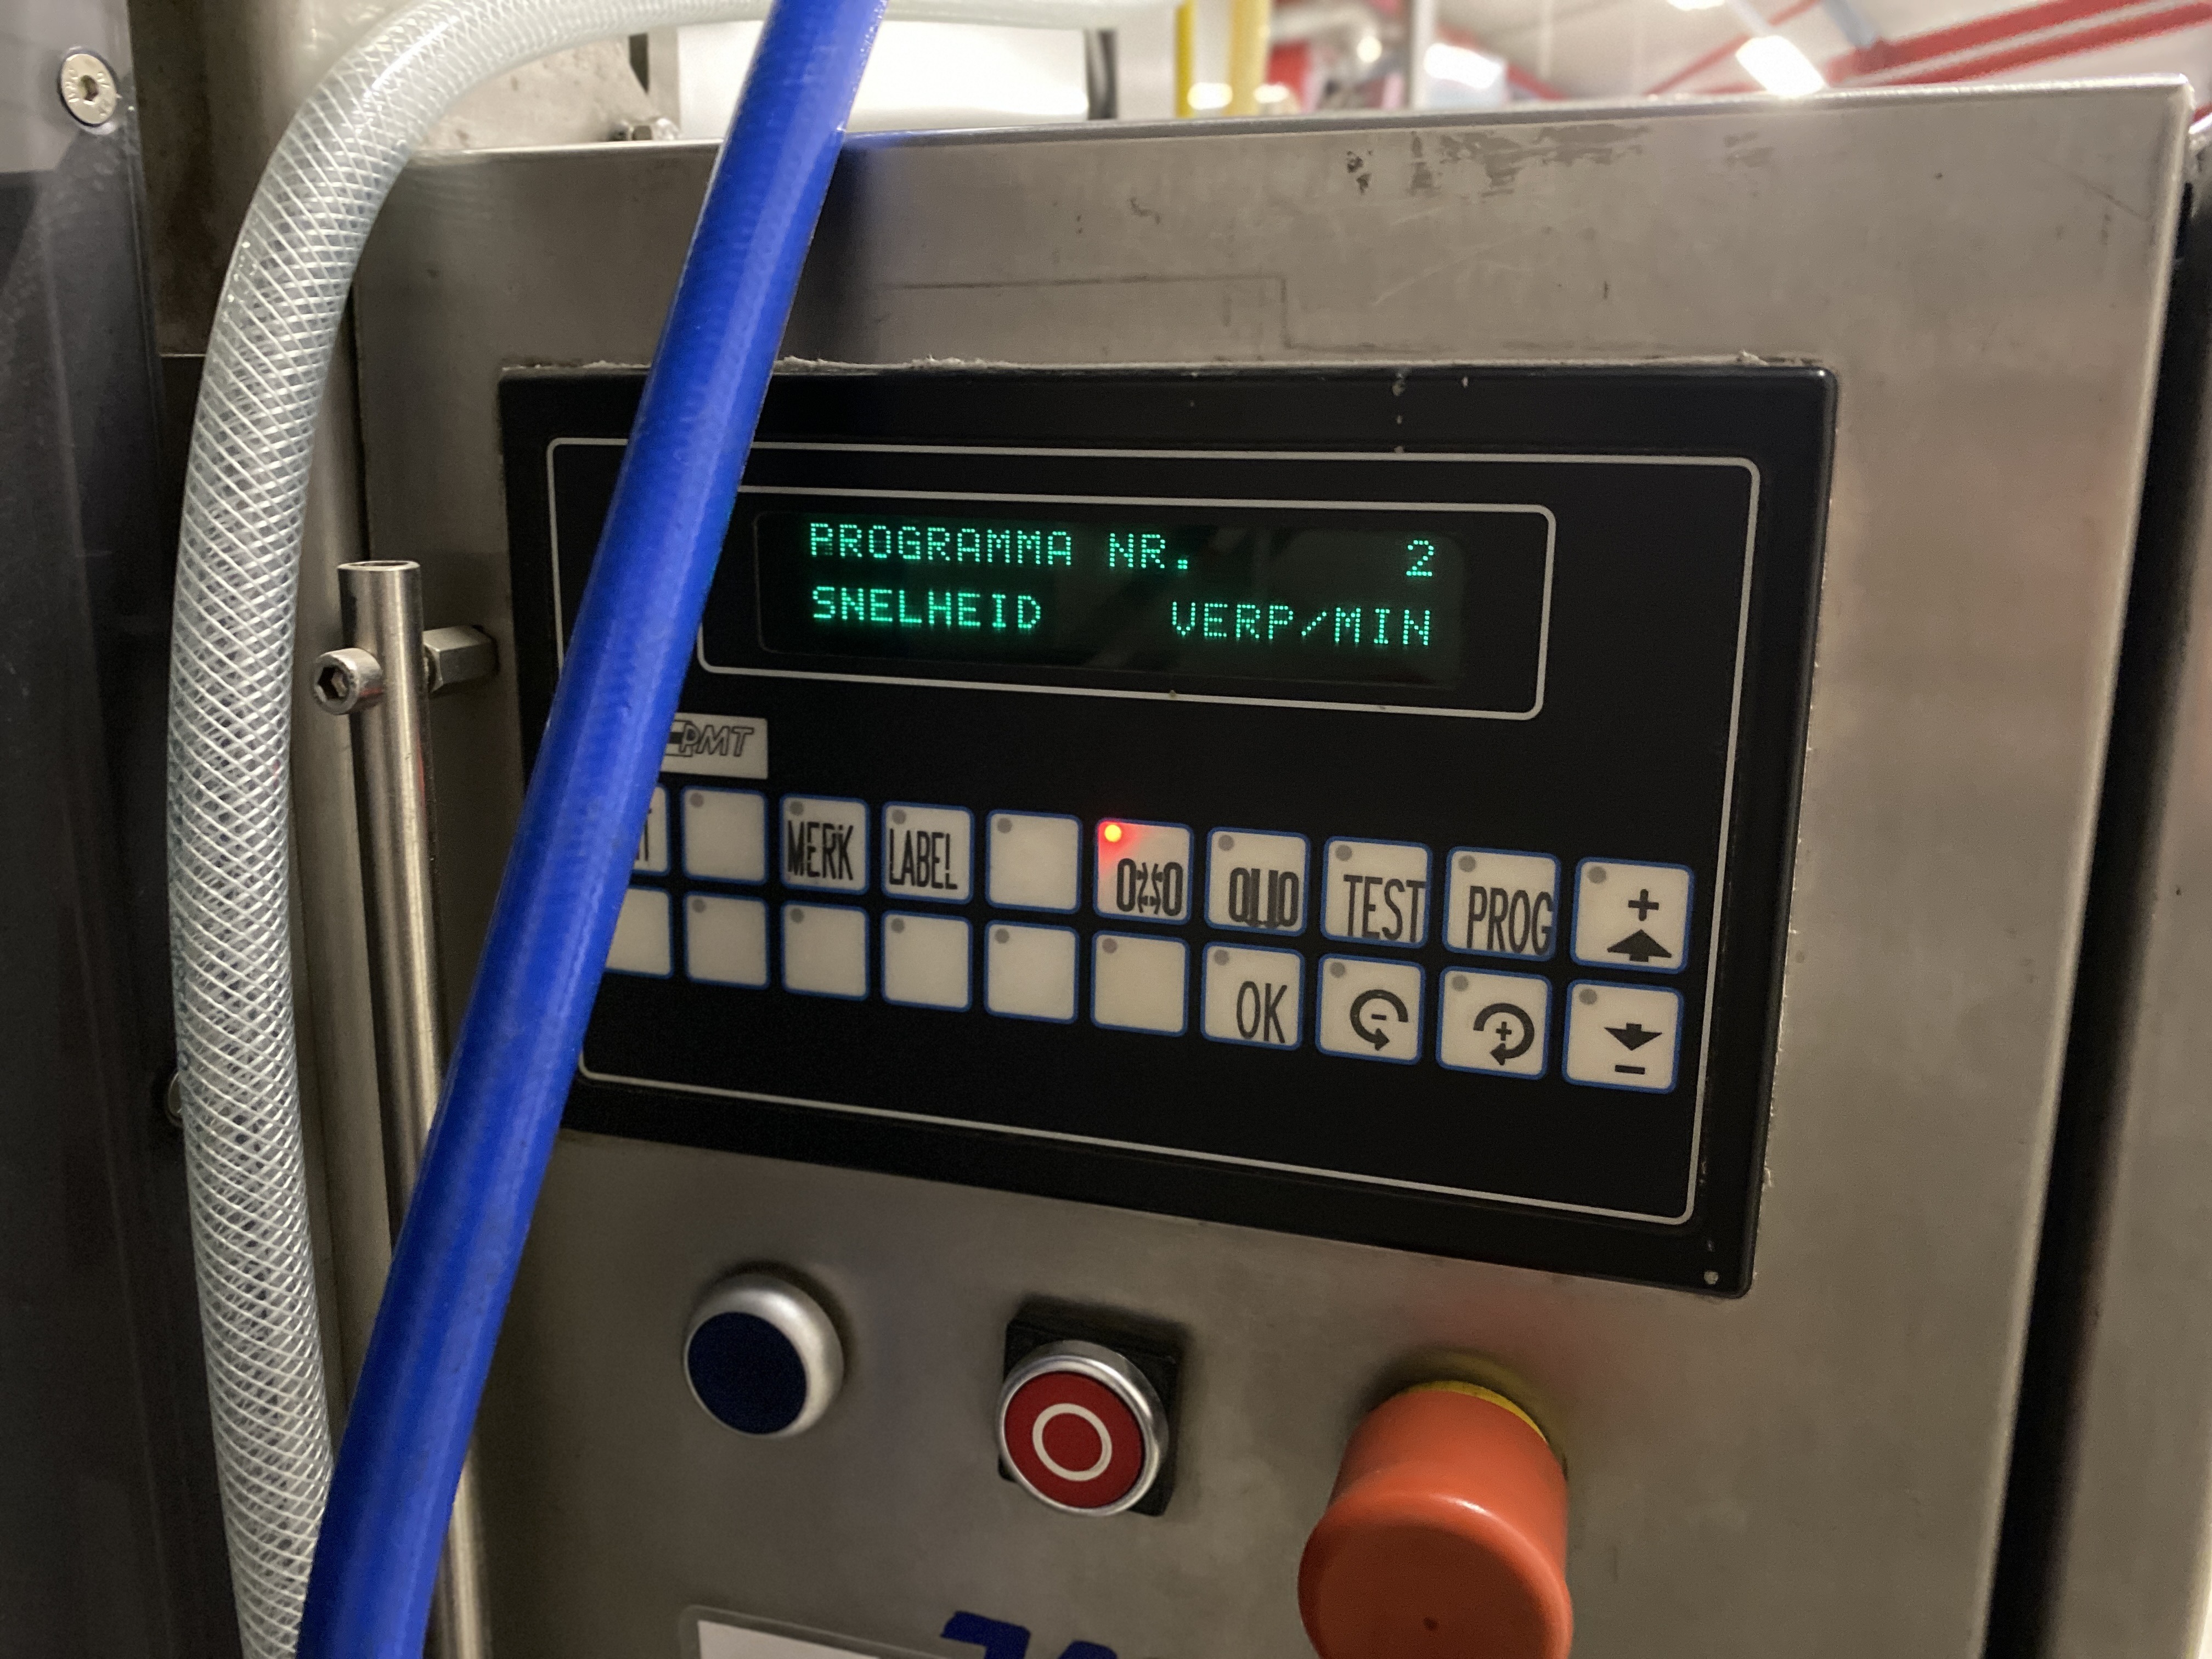 PROGRAMMA NR. 2
SNELHEID VERP/MIN
PMT
MERK LABEL TEST PROG +
OK - + -